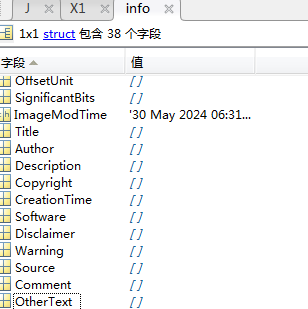 J X1 info
1x1 struct 包含 38 个字段
字段 值
OffsetUnit []
SignificantBits []
ImageModTime '30 May 2024 06:31...
Title []
Author []
Description []
Copyright []
CreationTime []
Software []
Disclaimer []
Warning []
Source []
Comment []
OtherText []